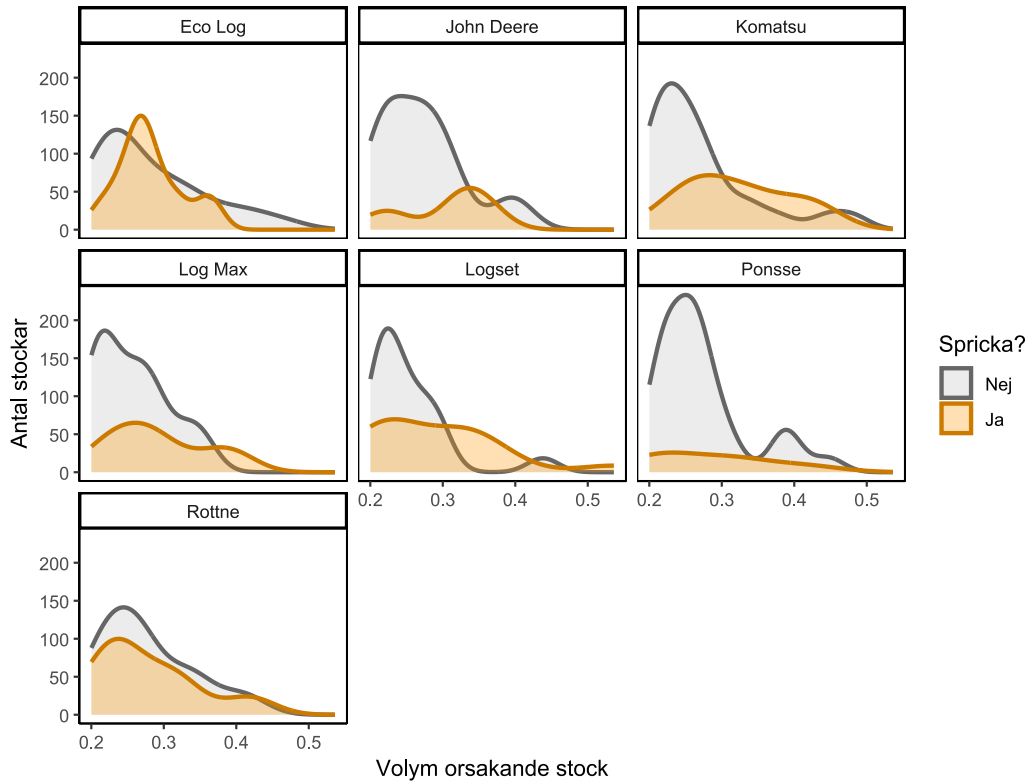 Eco Log
John Deere
Komatsu
200
150
100
50
0
Log Max
Logset
Ponsse
200
150
100
50
0
0.2 0.3 0.4 0.5
0.2 0.3 0.4 0.5
Rottne
200
150
100
50
0
0.2 0.3 0.4 0.5
Antal stockar
Volym orsakande stock
Spricka?
Nej
Ja